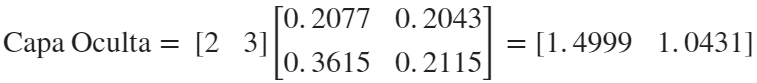 Capa Oculta = [2 3] [0.2077 0.2043
0.3615 0.2115] = [1.4999 1.0431]